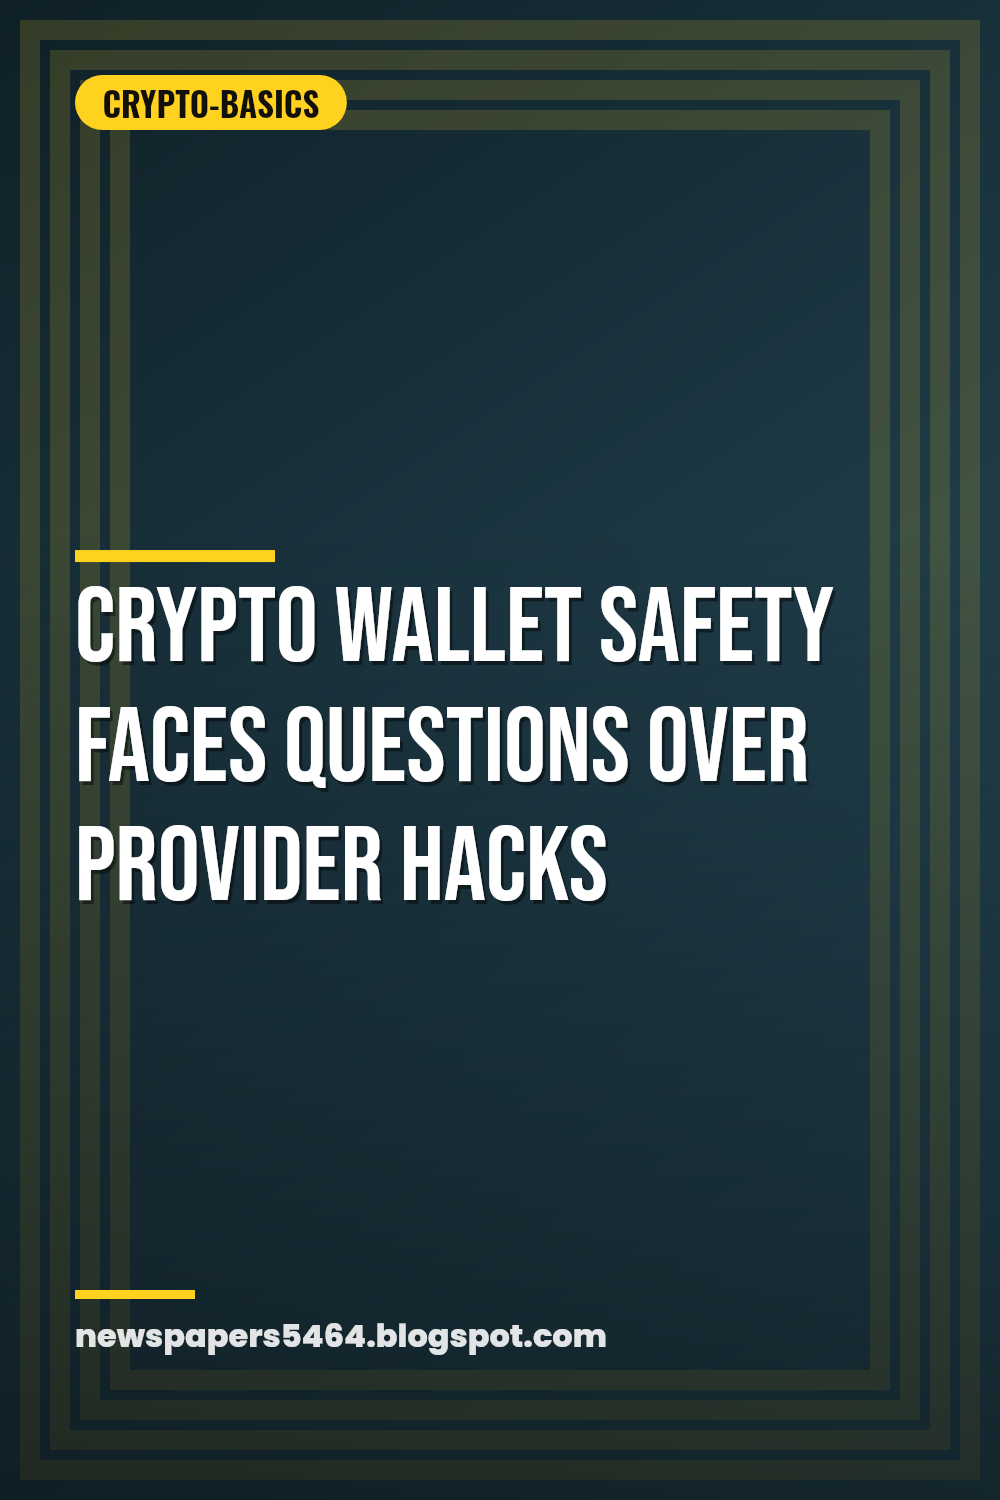 CRYPTO-BASICS
CRYPTO WALLET SAFETY
FACES QUESTIONS OVER
PROVIDER HACKS
newspapers5464.blogspot.com